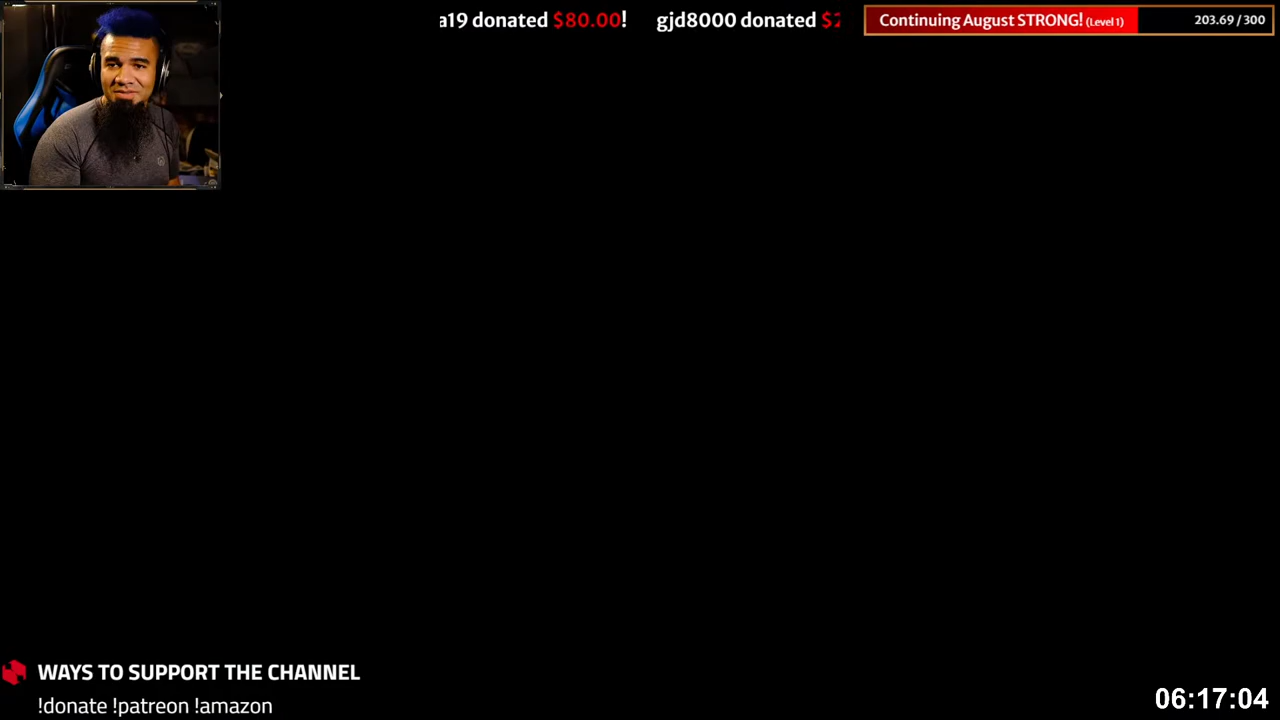 a19 donated $80.00! gjd8000 donated $2
Continuing August STRONG! (Level 1) 203.69 / 300
WAYS TO SUPPORT THE CHANNEL
!donate !patreon !amazon
06:17:04